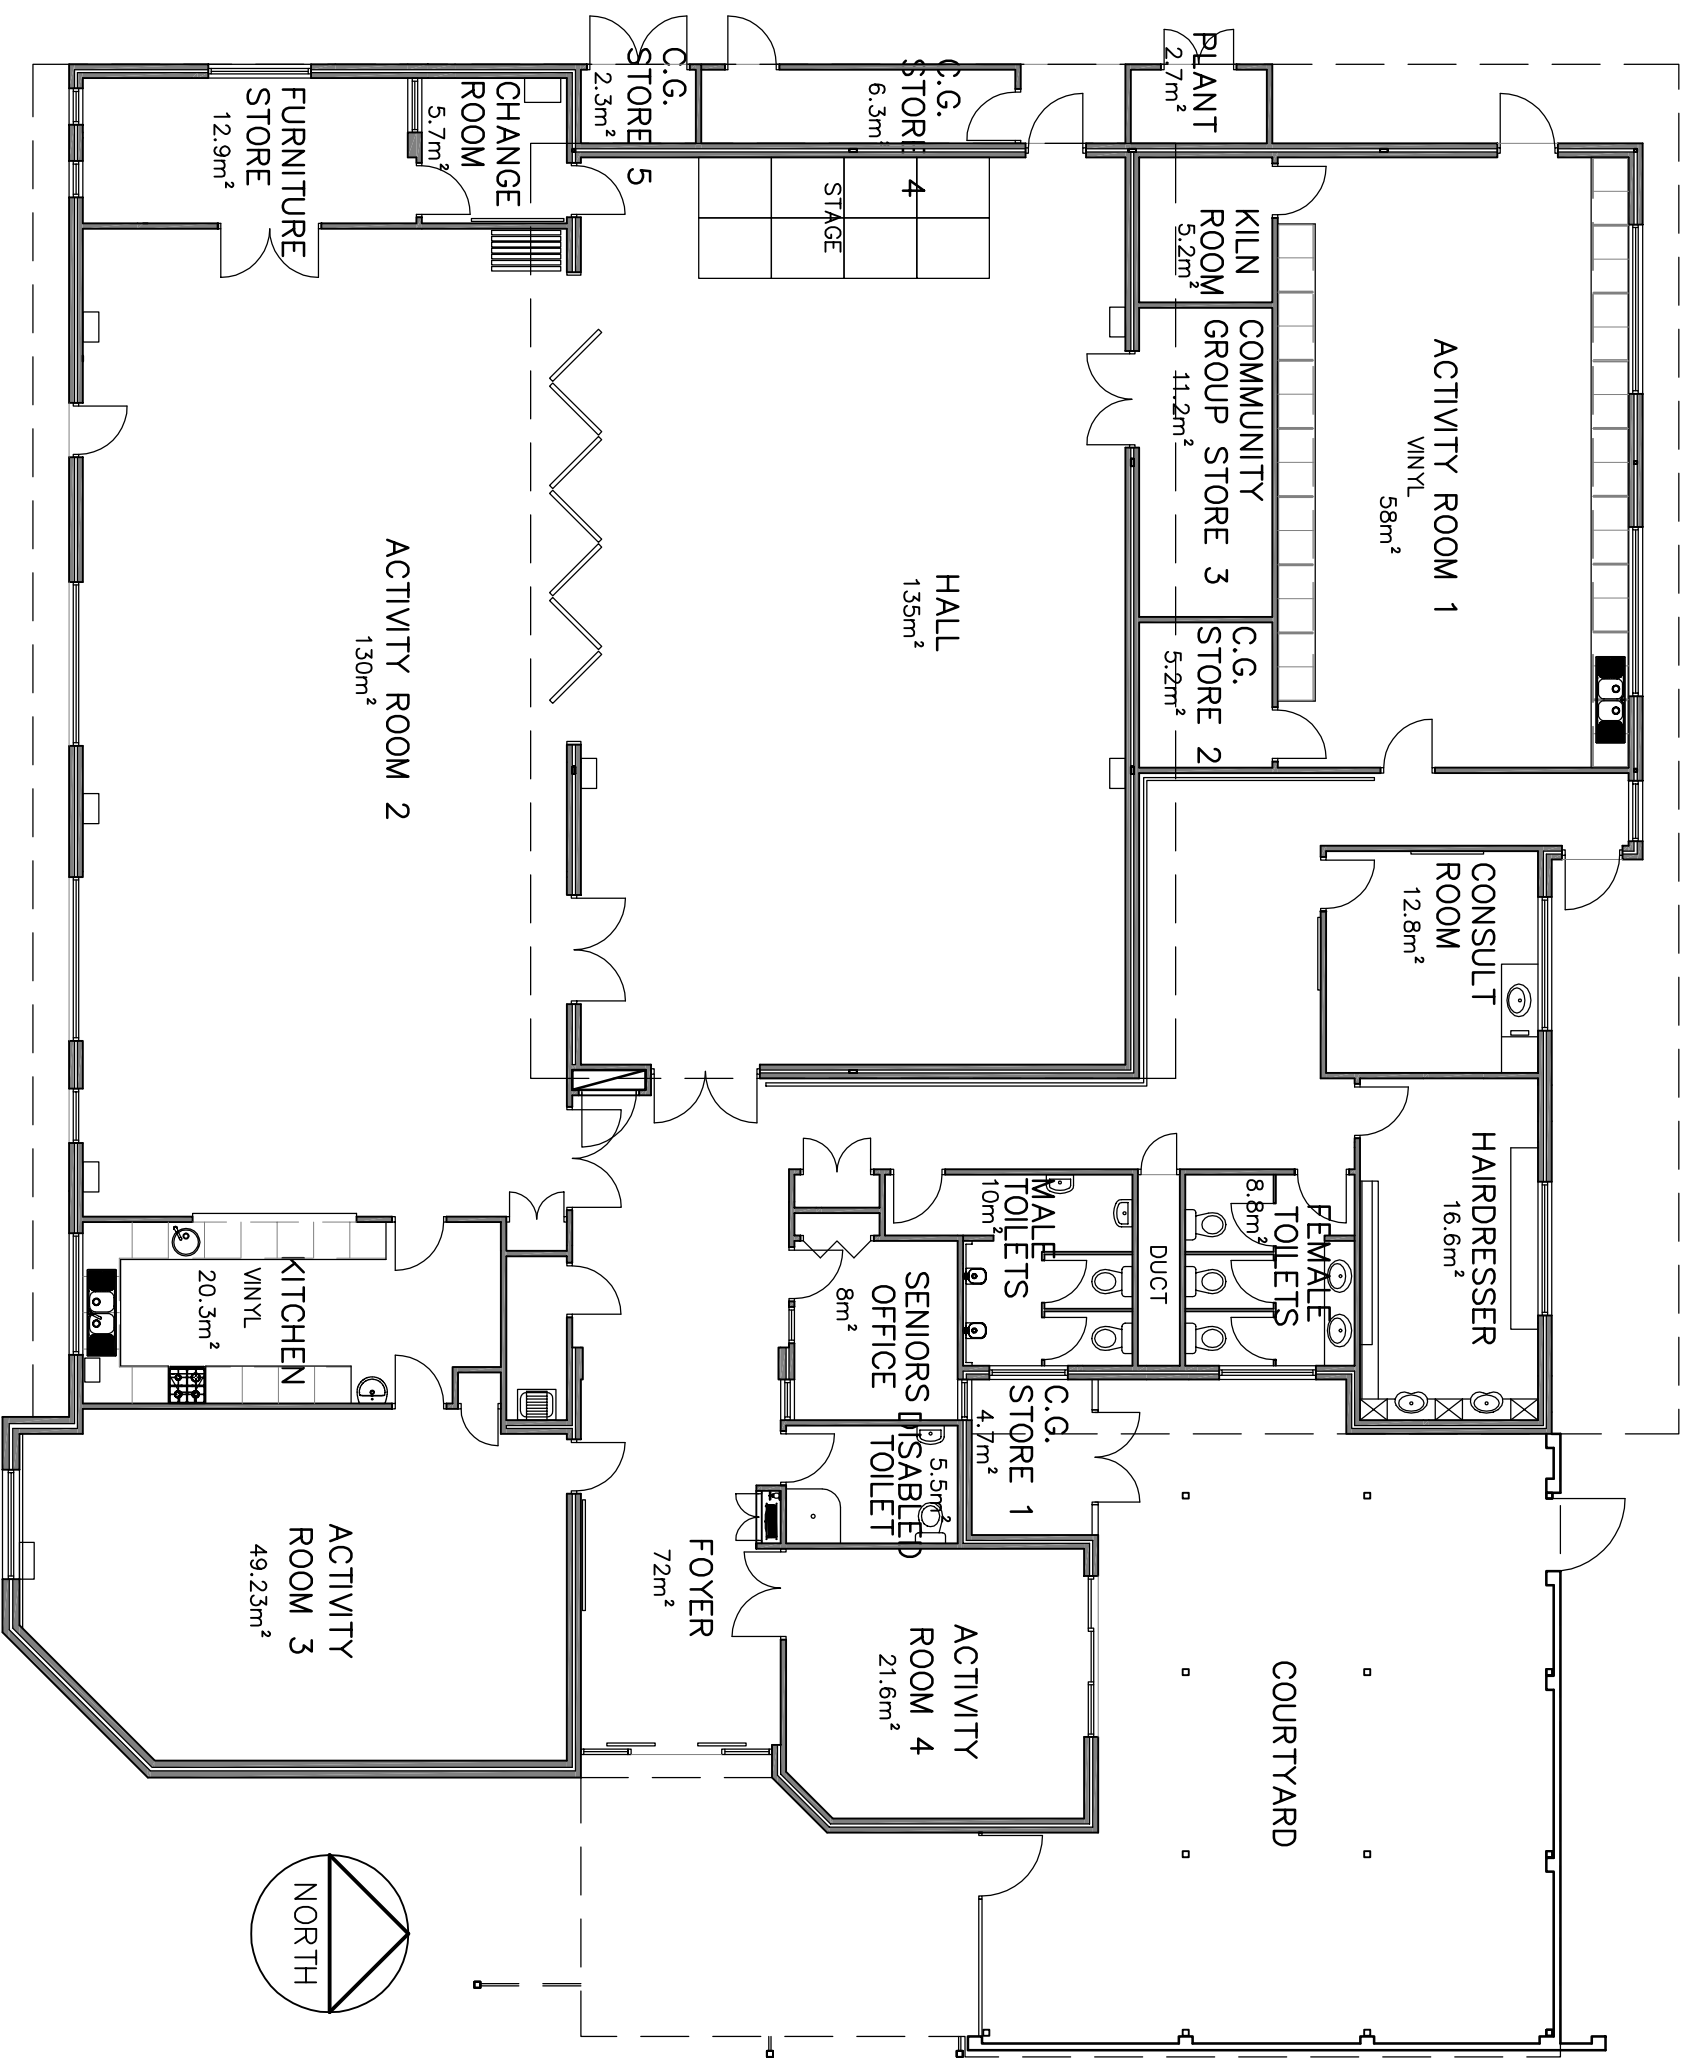 PLANT
2.7m²
C.G.
STORE 5
2.3m²
C.G.
STORE 4
6.3m²
CHANGE
ROOM
5.7m²
FURNITURE
STORE
12.9m²
STAGE
KILN
ROOM
5.2m²
COMMUNITY
GROUP STORE 3
11.2m²
ACTIVITY ROOM 1
VINYL
58m²
C.G.
STORE 2
5.2m²
HALL
135m²
ACTIVITY ROOM 2
130m²
CONSULT
ROOM
12.8m²
HAIRDRESSER
16.6m²
FEMALE
TOILETS
8.8m²
DUCT
MALE
TOILETS
10m²
SENIORS
OFFICE
8m²
KITCHEN
VINYL
20.3m²
C.G.
STORE 1
4.7m²
DISABLED
TOILET
5.5m²
FOYER
72m²
ACTIVITY
ROOM 3
49.23m²
ACTIVITY
ROOM 4
21.6m²
COURTYARD
NORTH